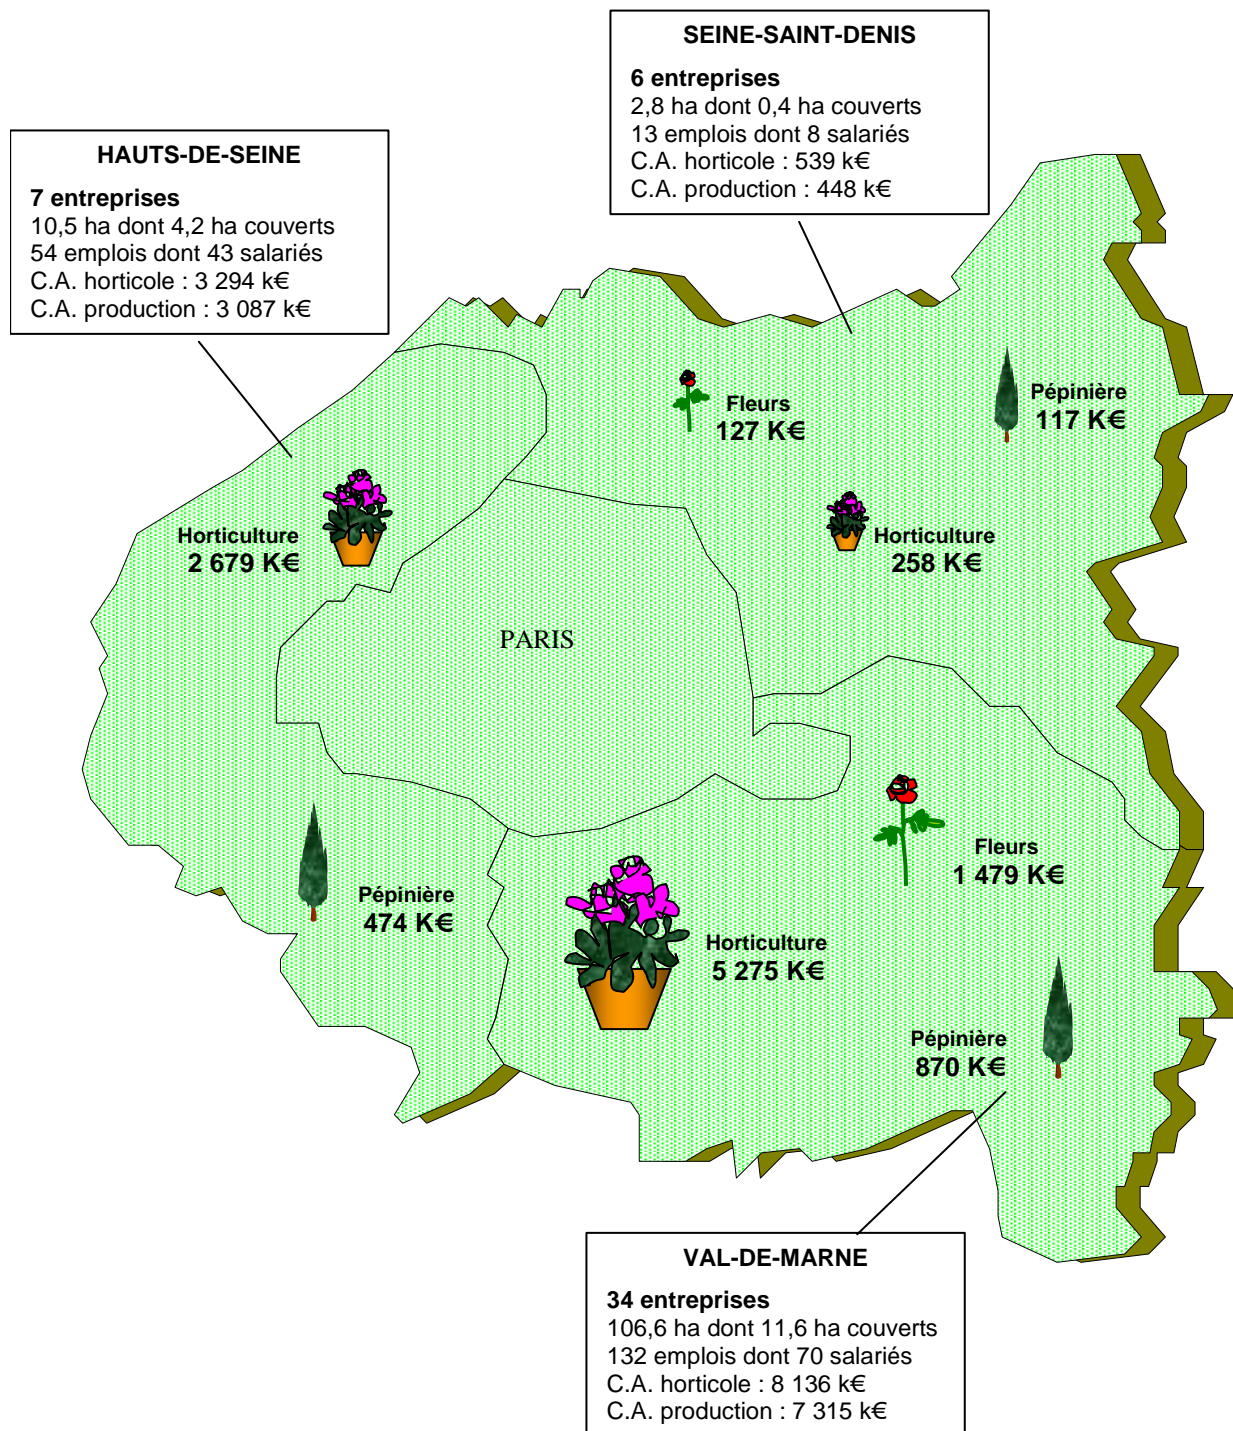 SEINE-SAINT-DENIS
6 entreprises
2,8 ha dont 0,4 ha couverts
13 emplois dont 8 salariés
C.A. horticole : 539 k€
C.A. production : 448 k€
HAUTS-DE-SEINE
7 entreprises
10,5 ha dont 4,2 ha couverts
54 emplois dont 43 salariés
C.A. horticole : 3 294 k€
C.A. production : 3 087 k€
Fleurs
127 K€
Pépinière
117 K€
Horticulture
2 679 K€
Horticulture
258 K€
PARIS
Fleurs
1 479 K€
Pépinière
474 K€
Horticulture
5 275 K€
Pépinière
870 K€
VAL-DE-MARNE
34 entreprises
106,6 ha dont 11,6 ha couverts
132 emplois dont 70 salariés
C.A. horticole : 8 136 k€
C.A. production : 7 315 k€